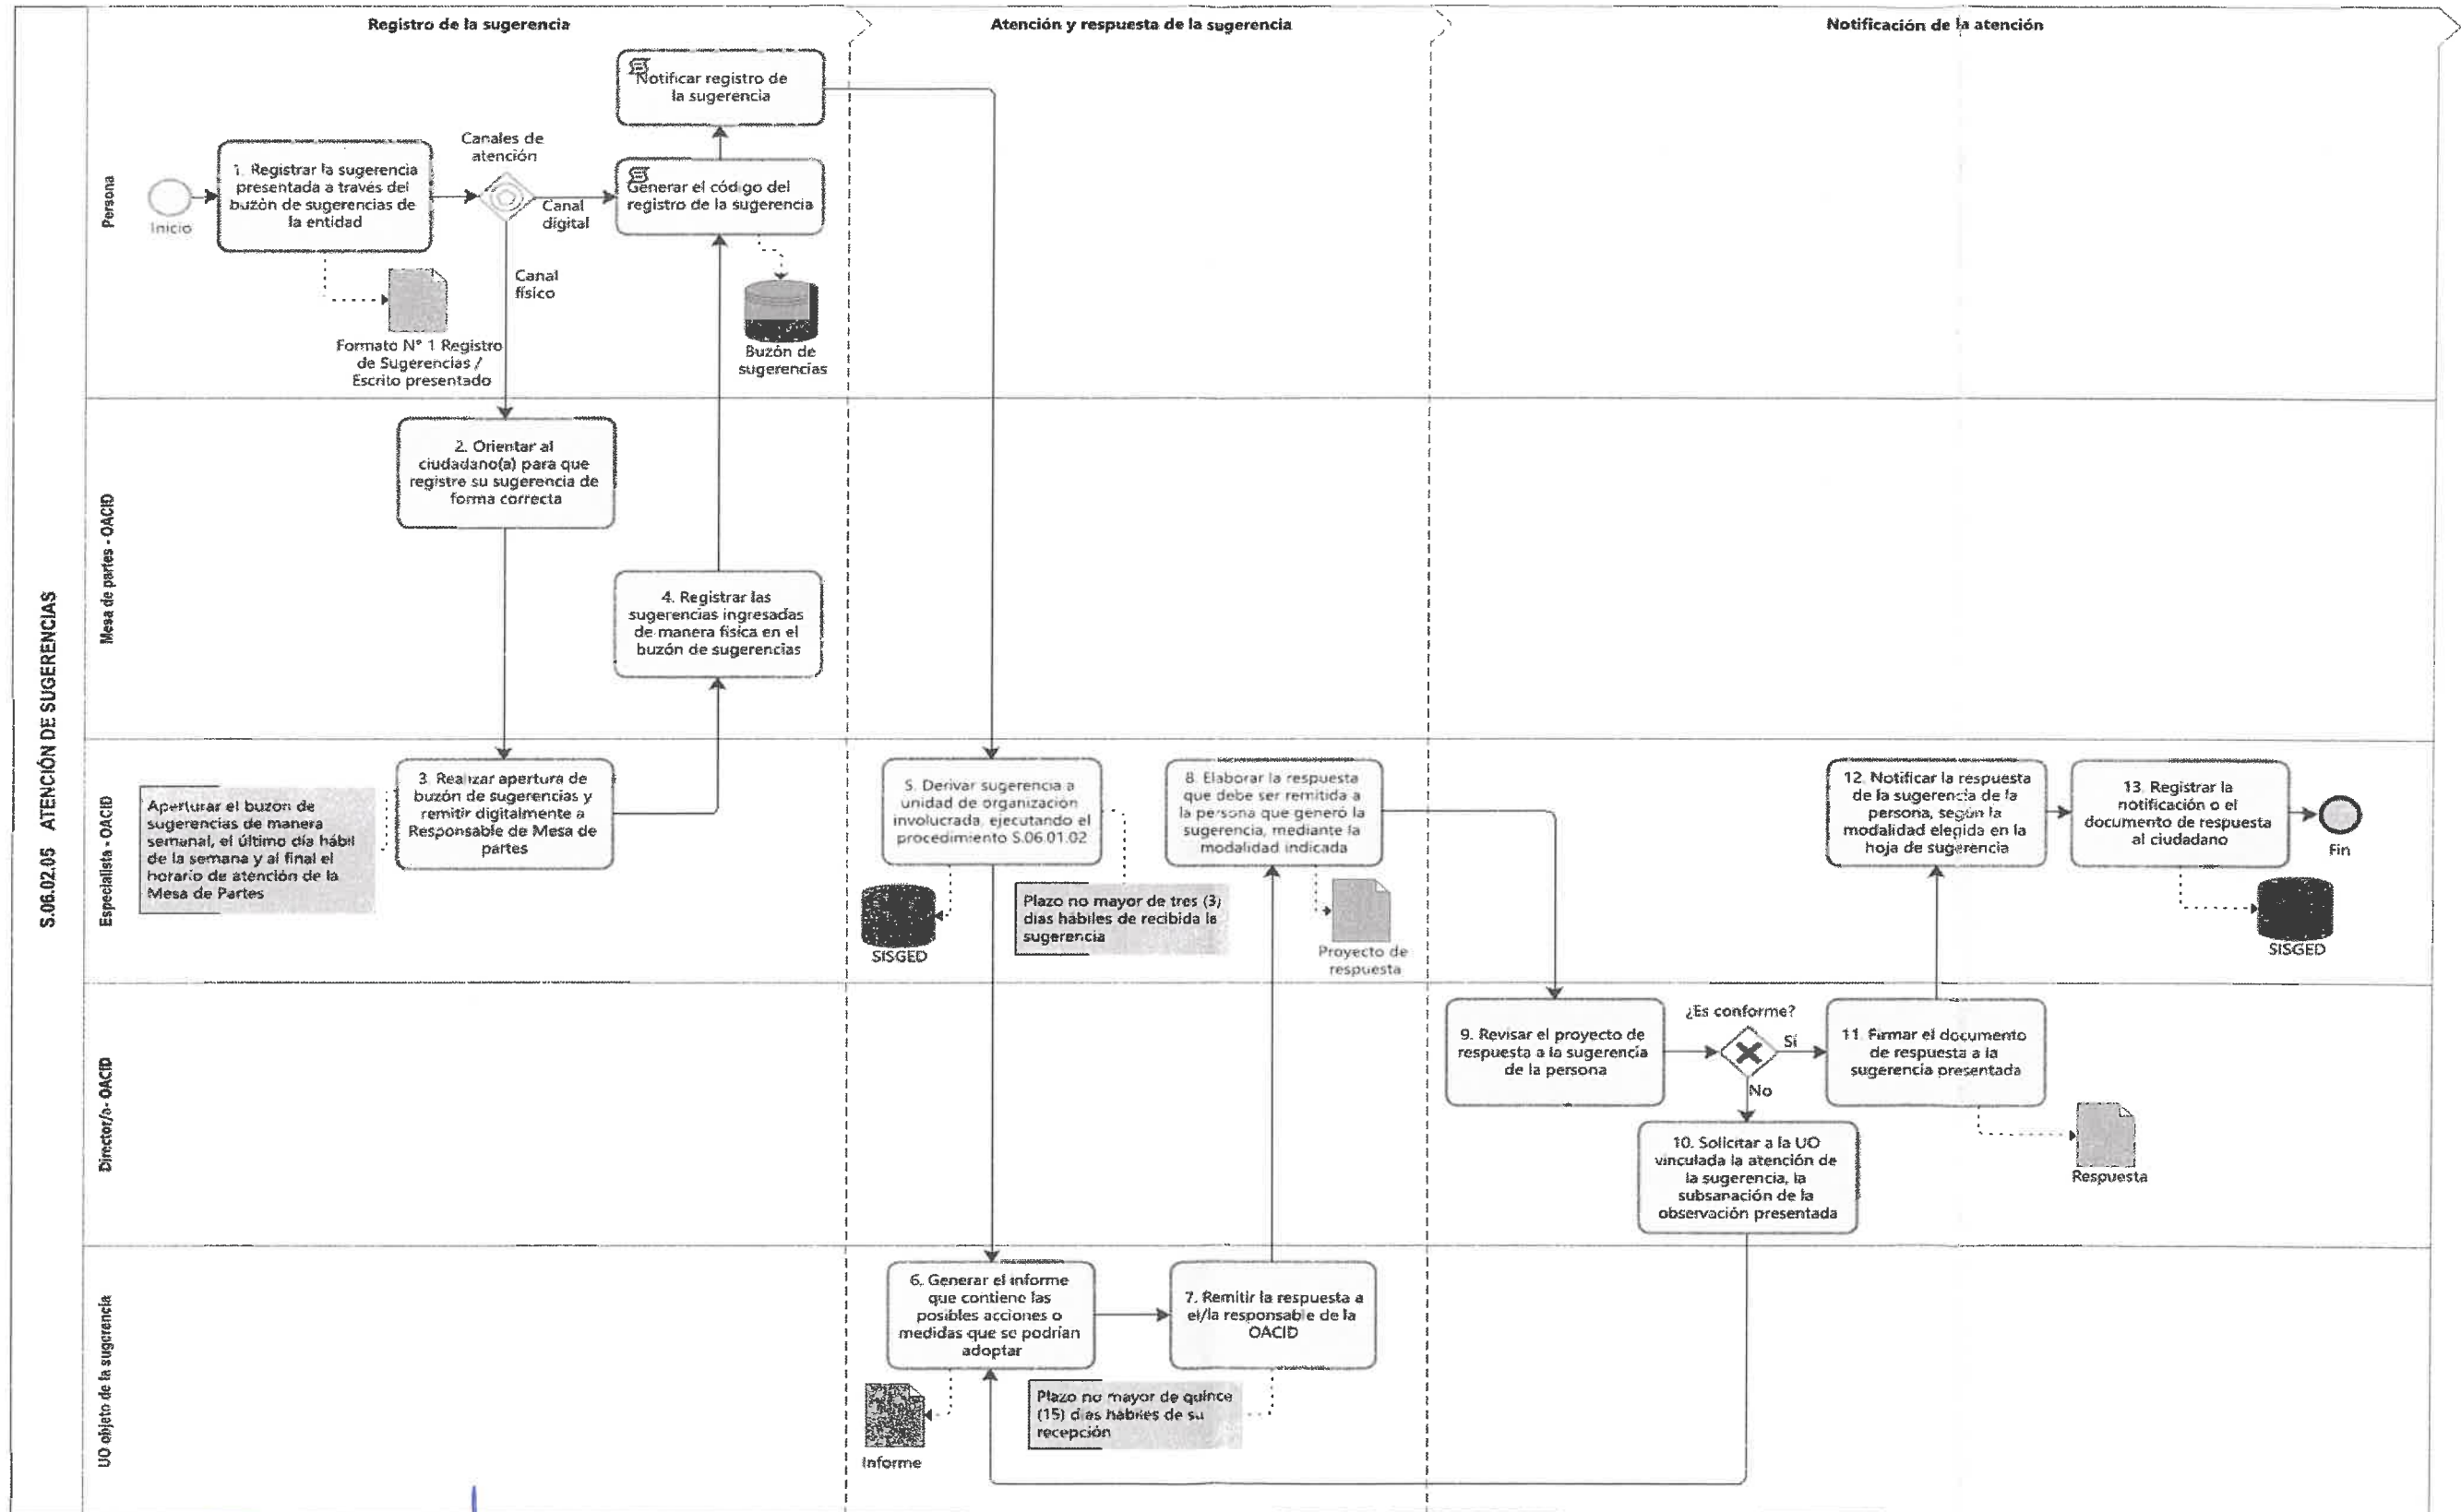 S.06.02.05 ATENCIÓN DE SUGERENCIAS
Registro de la sugerencia
Atención y respuesta de la sugerencia
Notificación de la atención
Persona
Inicio
1. Registrar la sugerencia
presentada a través del
buzón de sugerencias de
la entidad
Formato N° 1 Registro
de Sugerencias /
Escrito presentado
Canales de
atención
Canal
digital
Canal
físico
Notificar registro de
la sugerencia
Generar el código del
registro de la sugerencia
Buzón de
sugerencias
Mesa de partes - OACID
2. Orientar al
ciudadano(a) para que
registre su sugerencia de
forma correcta
4. Registrar las
sugerencias ingresadas
de manera física en el
buzón de sugerencias
Especialista - OACID
Aperturar el buzón de
sugerencias de manera
semanal, el último día hábil
de la semana y al final el
horario de atención de la
Mesa de Partes
3. Realizar apertura de
buzón de sugerencias y
remitir digitalmente a
Responsable de Mesa de
partes
5. Derivar sugerencia a
unidad de organización
involucrada, ejecutando el
procedimiento S.06.01.02
SISGED
Plazo no mayor de tres (3)
días hábiles de recibida la
sugerencia
8. Elaborar la respuesta
que debe ser remitida a
la persona que generó la
sugerencia, mediante la
modalidad indicada
Proyecto de
respuesta
12. Notificar la respuesta
de la sugerencia de la
persona, según la
modalidad elegida en la
hoja de sugerencia
13. Registrar la
notificación o el
documento de respuesta
al ciudadano
Fin
SISGED
Director/a- OACID
9. Revisar el proyecto de
respuesta a la sugerencia
de la persona
¿Es conforme?
Sí
No
11. Firmar el documento
de respuesta a la
sugerencia presentada
Respuesta
10. Solicitar a la UO
vinculada la atención de
la sugerencia, la
subsanación de la
observación presentada
UO objeto de la sugerencia
6. Generar el informe
que contiene las
posibles acciones o
medidas que se podrían
adoptar
Informe
7. Remitir la respuesta a
el/la responsable de la
OACID
Plazo no mayor de quince
(15) días hábiles de su
recepción